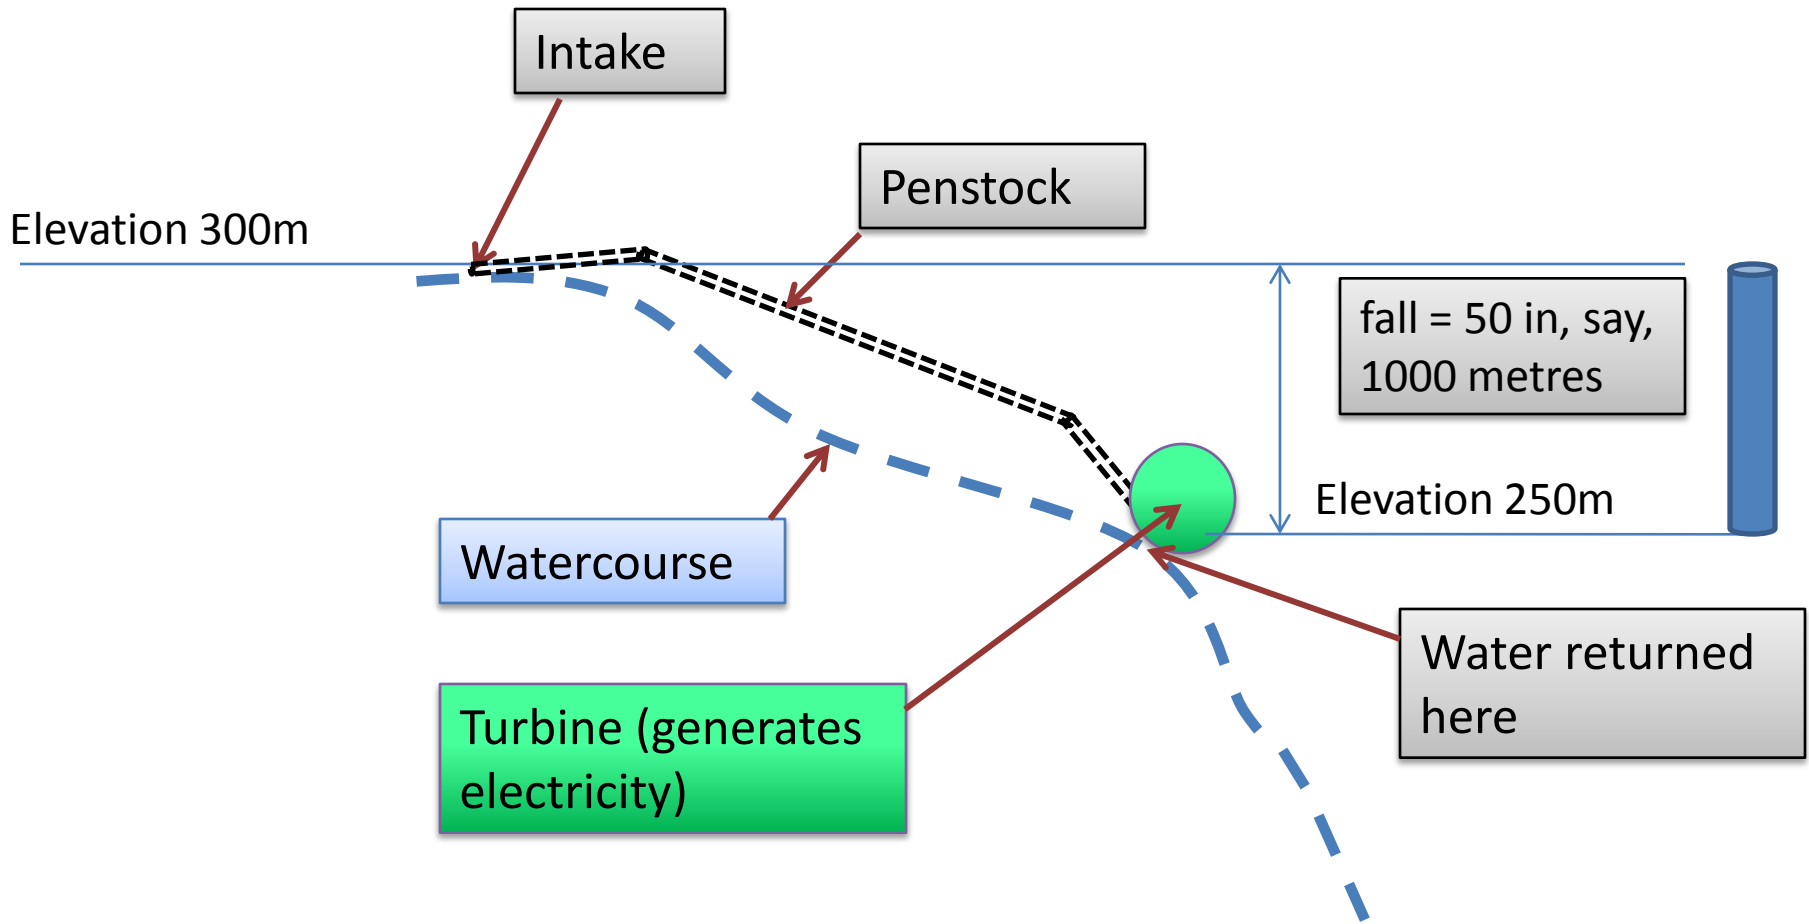 Intake
Penstock
Elevation 300m
fall = 50 in, say,
1000 metres
Elevation 250m
Watercourse
Water returned
here
Turbine (generates
electricity)